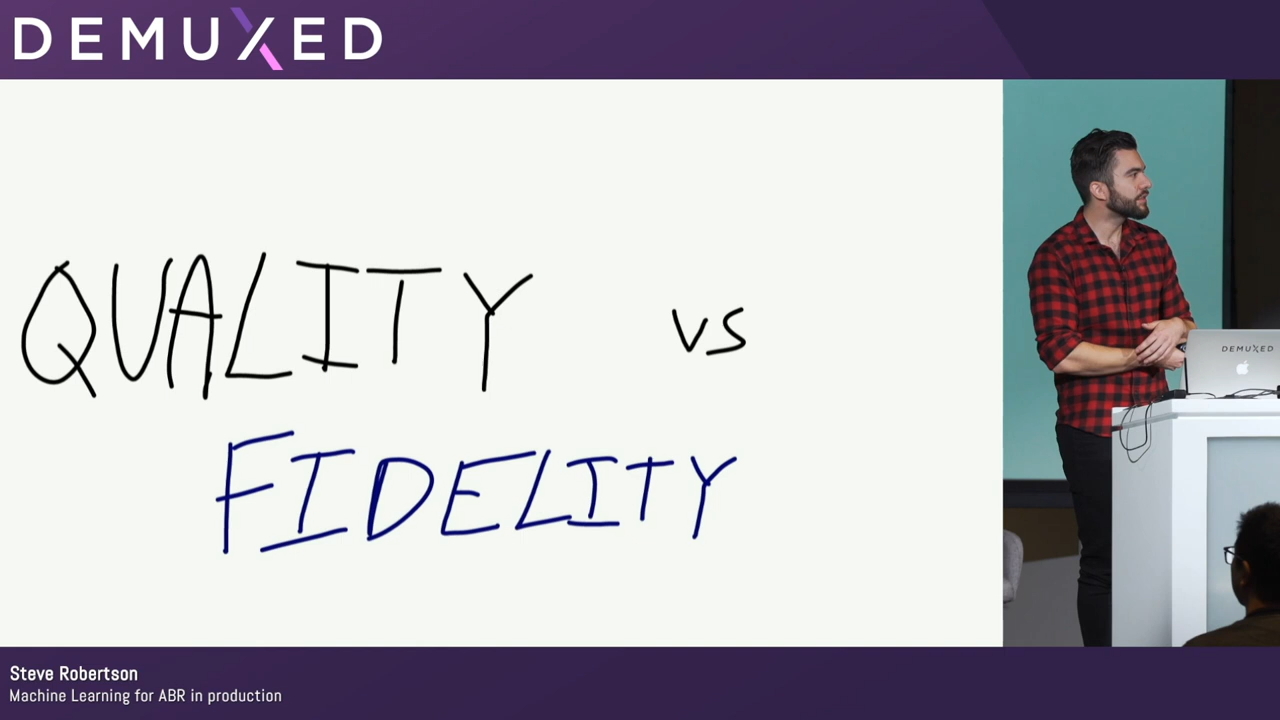 DEMUXED
QUALITY vs
FIDELITY
DEMUXED
Steve Robertson
Machine Learning for ABR in production